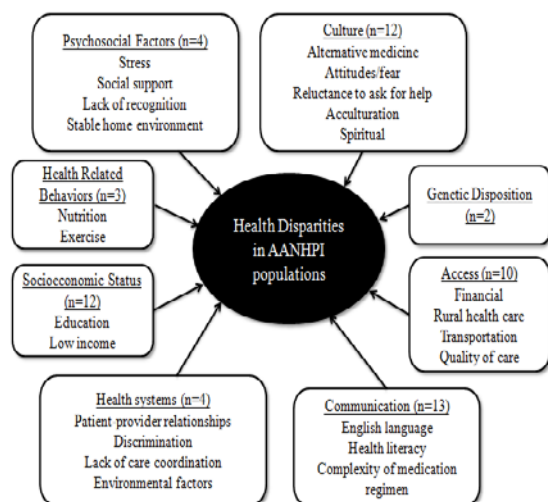 Psychosocial Factors (n=4)
Stress
Social support
Lack of recognition
Stable home environment
Culture (n=12)
Alternative medicine
Attitudes/fear
Reluctance to ask for help
Acculturation
Spiritual
Health Related
Behaviors (n=3)
Nutrition
Exercise
Health Disparities
in AANHPI
populations
Genetic Disposition
(n=2)
Socioeconomic Status
(n=12)
Education
Low income
Access (n=10)
Financial
Rural health care
Transportation
Quality of care
Health systems (n=4)
Patient-provider relationships
Discrimination
Lack of care coordination
Environmental factors
Communication (n=13)
English language
Health literacy
Complexity of medication
regimen